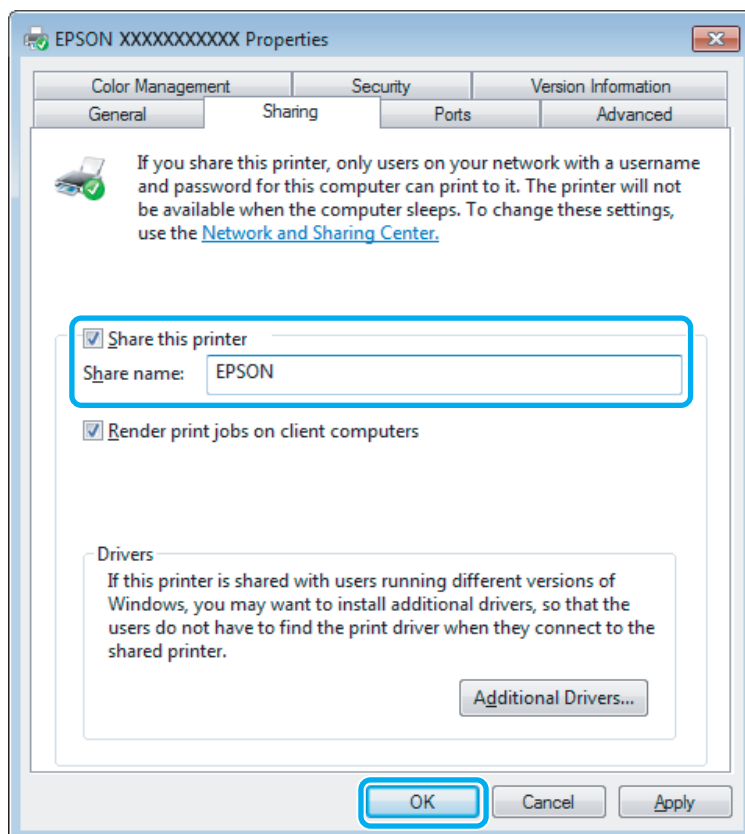 EPSON XXXXXXXXXXX Properties
Color Management Security Version Information
General Sharing Ports Advanced
If you share this printer, only users on your network with a username
and password for this computer can print to it. The printer will not
be available when the computer sleeps. To change these settings,
use the Network and Sharing Center.
Share this printer
Share name: EPSON
Render print jobs on client computers
Drivers
If this printer is shared with users running different versions of
Windows, you may want to install additional drivers, so that the
users do not have to find the print driver when they connect to the
shared printer.
Additional Drivers...
OK Cancel Apply